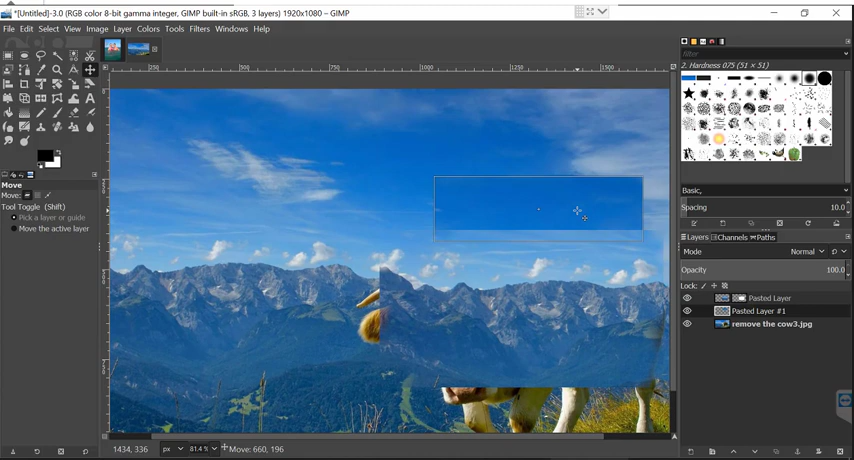 *[Untitled]-3.0 (RGB color 8-bit gamma integer, GIMP built-in sRGB, 3 layers) 1920x1080 – GIMP
File Edit Select View Image Layer Colors Tools Filters Windows Help
filter
2. Hardness 075 (51 × 51)
250 500 750 1000 1250 1500
Basic,
Spacing 10.0
Move
Move:
Tool Toggle (Shift)
Pick a layer or guide
Move the active layer
Layers Channels Paths
Mode Normal
Opacity 100.0
Lock:
Pasted Layer
Pasted Layer #1
remove the cow3.jpg
1434, 336 px 81.4 % Move: 660, 196